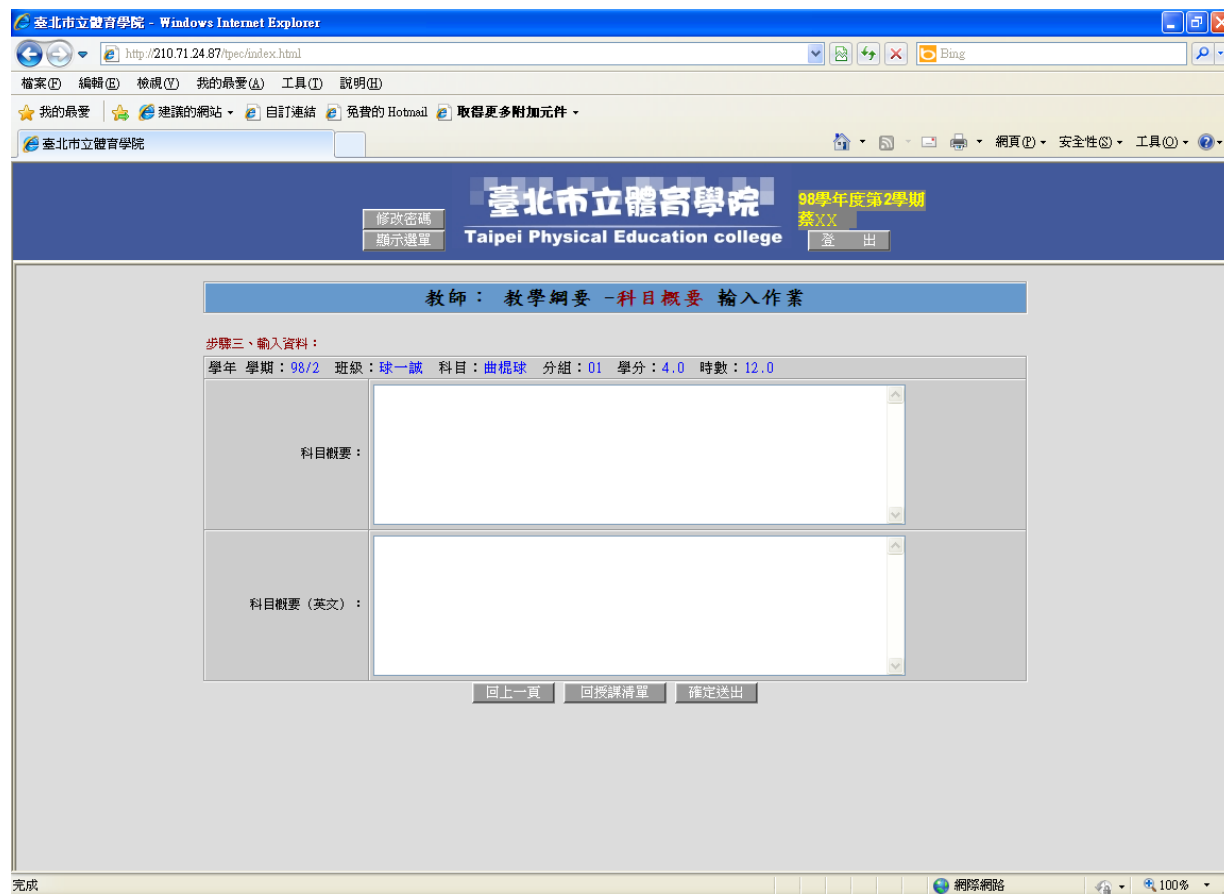 臺北市立體育學院 - Windows Internet Explorer
http://210.71.24.87/tpec/index.html
Bing
檔案(F) 編輯(E) 檢視(V) 我的最愛(A) 工具(T) 說明(H)
我的最愛 建議的網站 自訂連結 免費的 Hotmail 取得更多附加元件
臺北市立體育學院 網頁(P) 安全性(S) 工具(O)
臺北市立體育學院
Taipei Physical Education college
修改密碼
顯示選單
98學年度第2學期
蔡XX
登 出
教師： 教學綱要 -科目概要 輸入作業
步驟三、輸入資料：
學年 學期：98/2 班級：球一誠 科目：曲棍球 分組：01 學分：4.0 時數：12.0
科目概要：
科目概要（英文）：
回上一頁 回授課清單 確定送出
完成 網際網路 100%